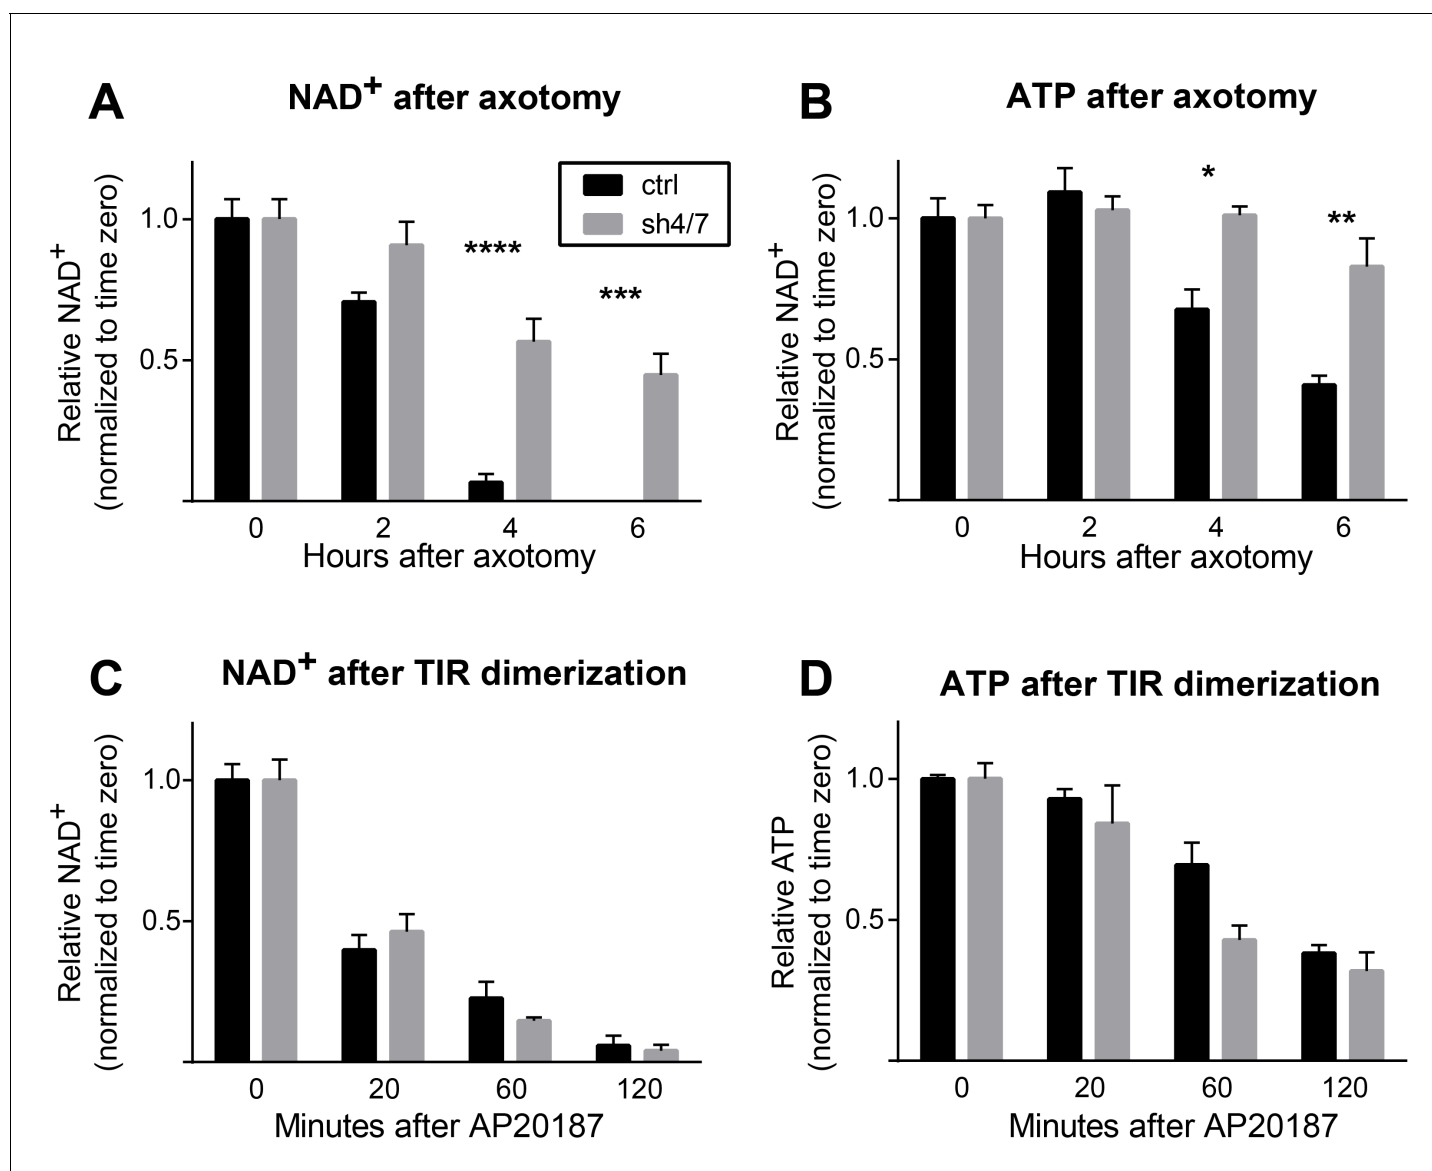 A
NAD+ after axotomy
Relative NAD+
(normalized to time zero)
1.0
0.5
ctrl
sh4/7
****
***
0 2 4 6
Hours after axotomy
B
ATP after axotomy
Relative NAD+
(normalized to time zero)
1.0
0.5
*
**
0 2 4 6
Hours after axotomy
C
NAD+ after TIR dimerization
Relative NAD+
(normalized to time zero)
1.0
0.5
0 20 60 120
Minutes after AP20187
D
ATP after TIR dimerization
Relative ATP
(normalized to time zero)
1.0
0.5
0 20 60 120
Minutes after AP20187